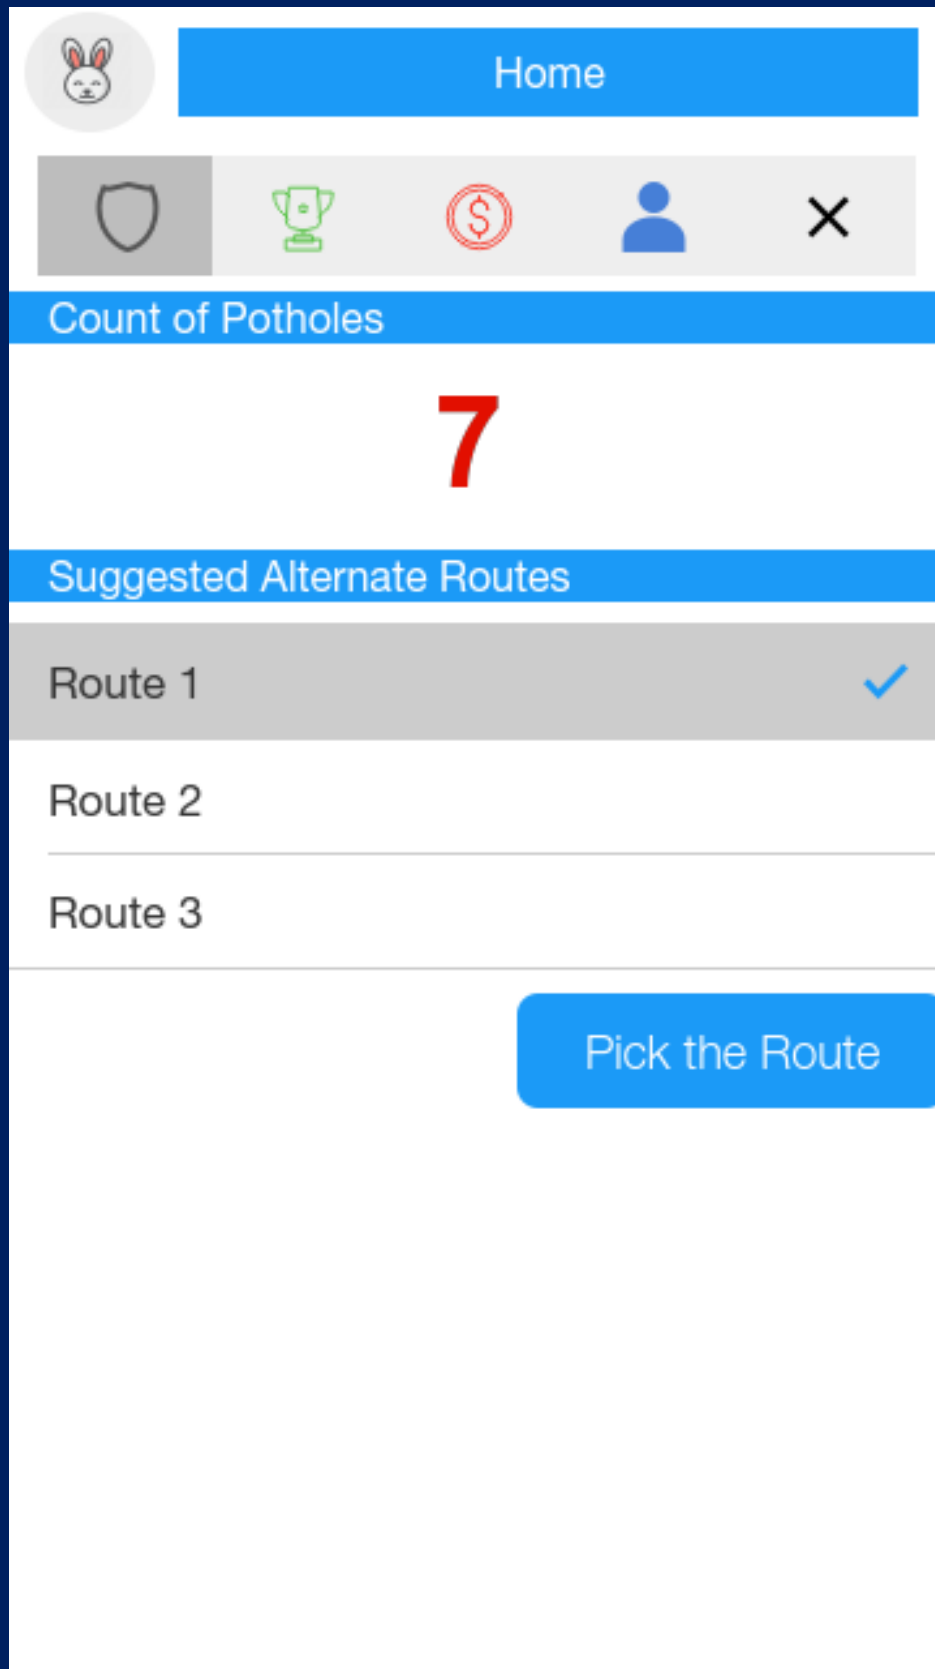 Home
Count of Potholes
7
Suggested Alternate Routes
Route 1
Route 2
Route 3
Pick the Route